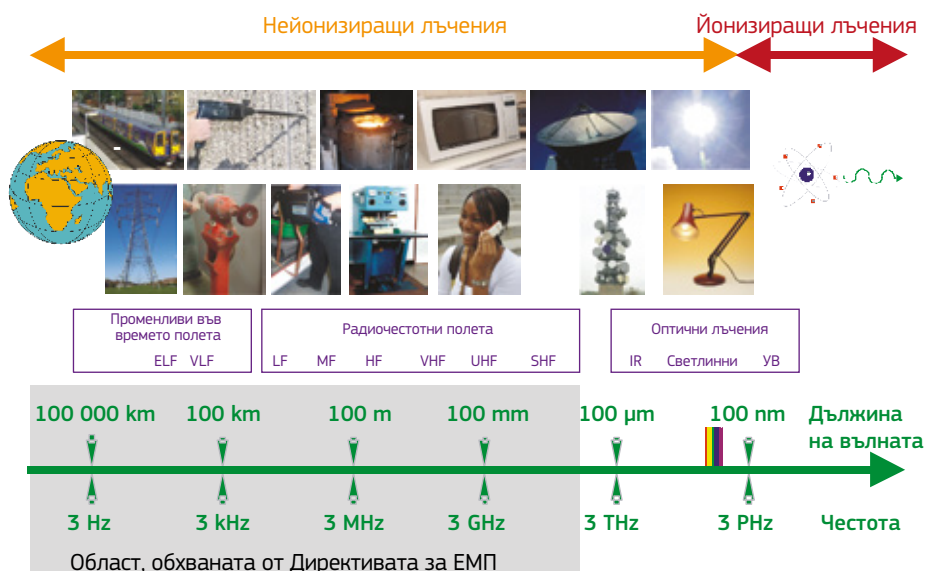 Нейонизиращи лъчения
Йонизиращи лъчения
Променливи във
времето полета
ELF VLF
Радиочестотни полета
LF MF HF VHF UHF SHF
Оптични лъчения
IR Светлинни УВ
100 000 km 100 km 100 m 100 mm 100 μm 100 nm Дължина
на вълната
3 Hz 3 kHz 3 MHz 3 GHz 3 THz 3 PHz Честота
Област, обхваната от Директивата за ЕМП